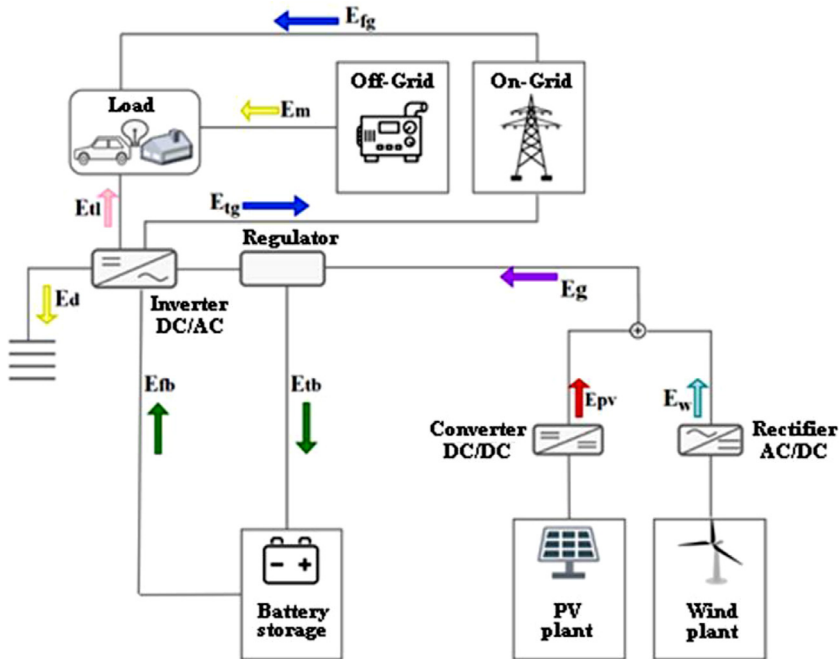 Efg
Off-Grid
On-Grid
Load
Em
Etl
Etg
Regulator
Ed
Inverter
DC/AC
Eg
Efb
Etb
Epv
Ew
Converter
DC/DC
Rectifier
AC/DC
Battery
storage
PV
plant
Wind
plant